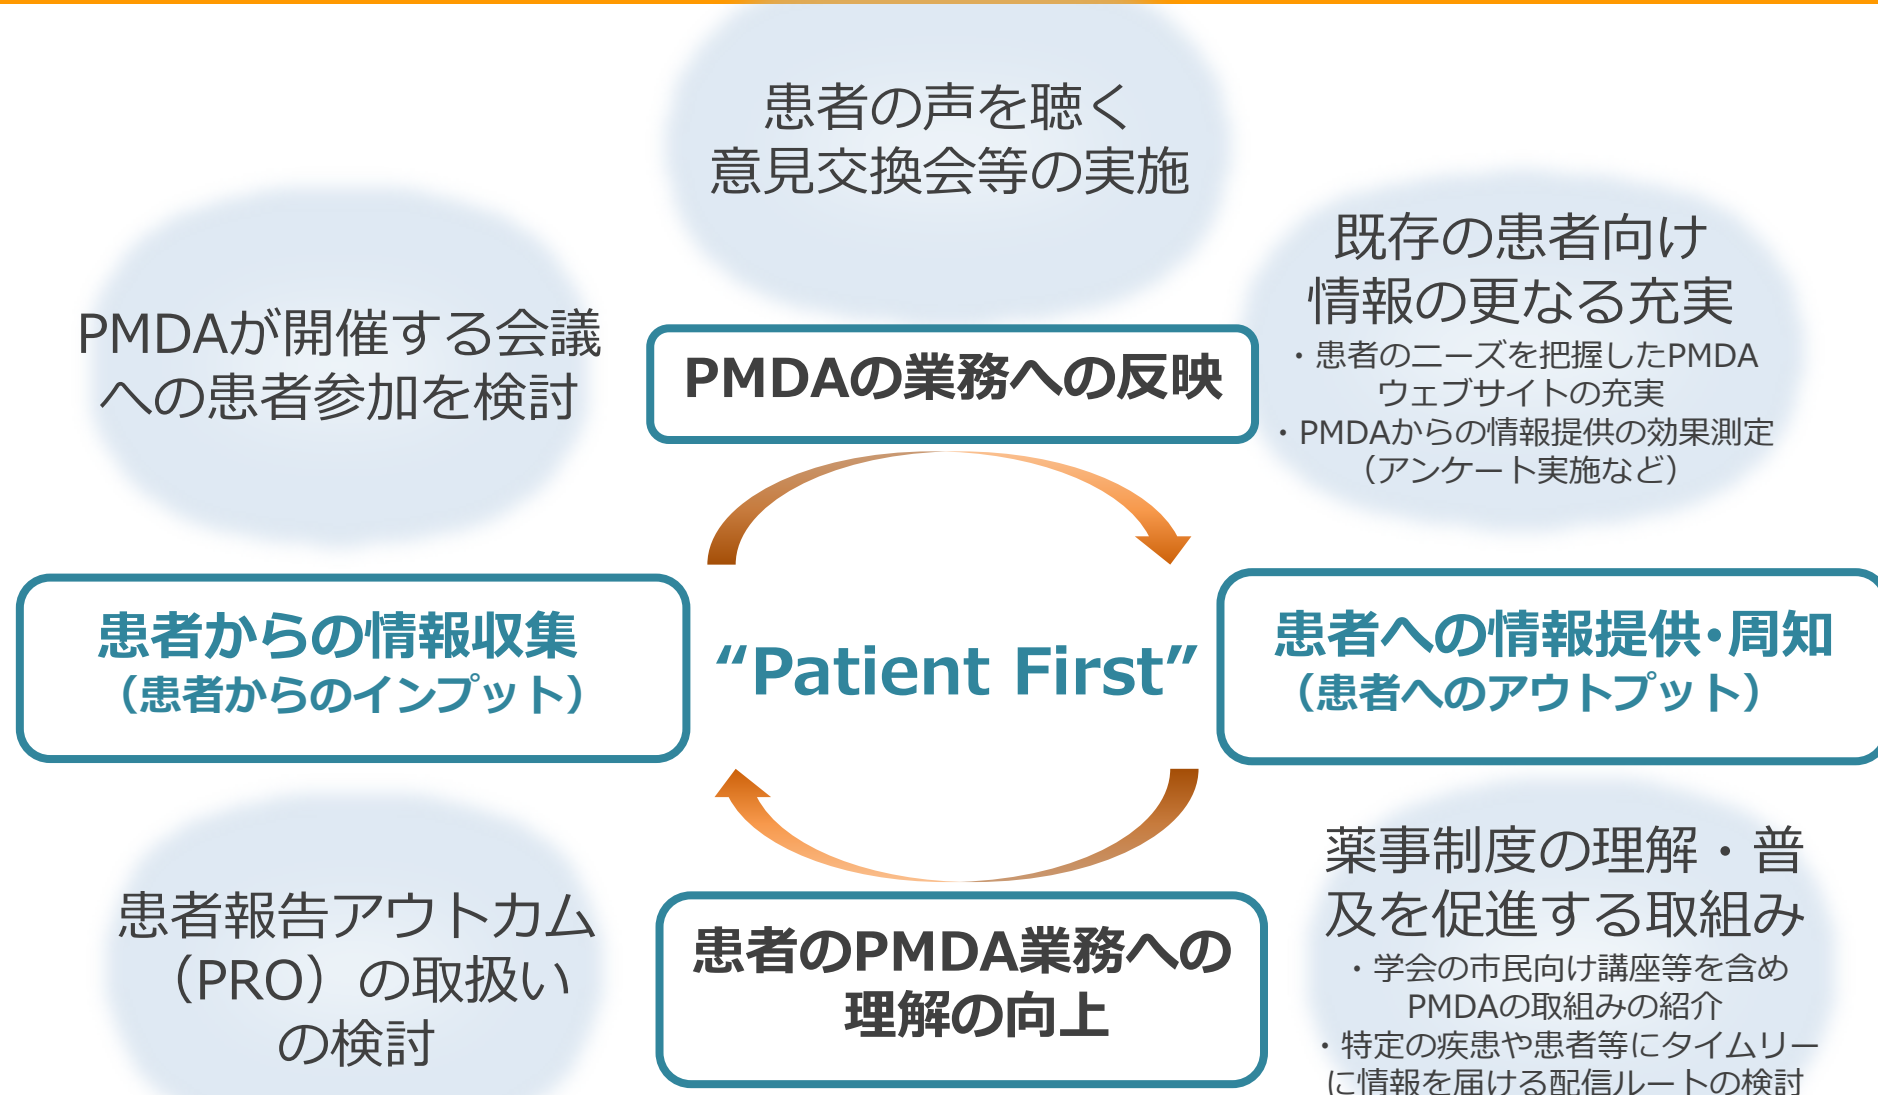 患者の声を聴く
意見交換会等の実施
PMDAが開催する会議
への患者参加を検討
既存の患者向け
情報の更なる充実
・患者のニーズを把握したPMDA
ウェブサイトの充実
・PMDAからの情報提供の効果測定
（アンケート実施など）
PMDAの業務への反映
患者からの情報収集
（患者からのインプット）
“Patient First”
患者への情報提供・周知
（患者へのアウトプット）
患者報告アウトカム
（PRO）の取扱い
の検討
患者のPMDA業務への
理解の向上
薬事制度の理解・普
及を促進する取組み
・学会の市民向け講座等を含め
PMDAの取組みの紹介
・特定の疾患や患者等にタイムリー
に情報を届ける配信ルートの検討